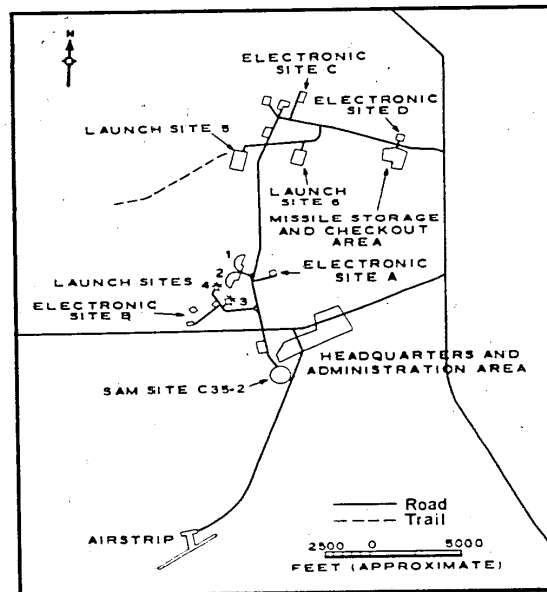 N
ELECTRONIC
SITE C
ELECTRONIC
SITE D
LAUNCH SITE 5
LAUNCH
SITE 6
MISSILE STORAGE
AND CHECKOUT
AREA
1
2
LAUNCH SITES
4
3
ELECTRONIC
SITE A
ELECTRONIC
SITE B
HEADQUARTERS AND
ADMINISTRATION AREA
SAM SITE C35-2
AIRSTRIP
Road
Trail
2500 0 5000
FEET (APPROXIMATE)